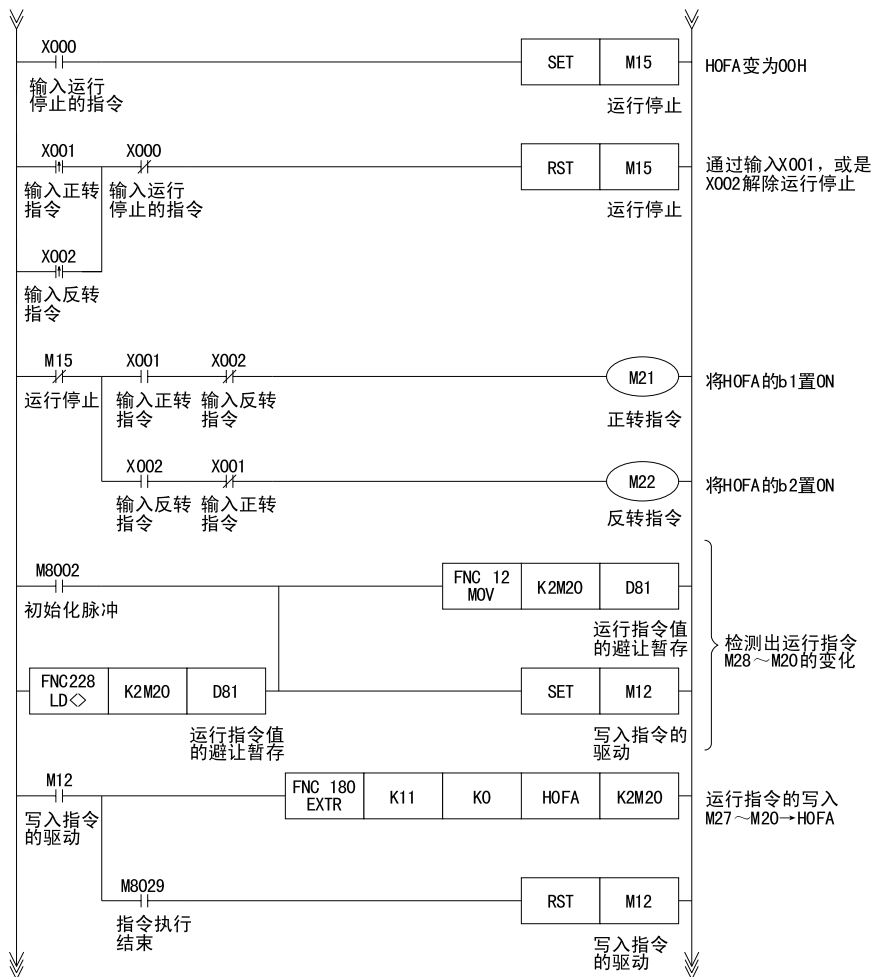 X000
SET M15 H0FA变为00H
输入运行
停止的指令
运行停止
X001 X000
RST M15 通过输入X001，或是
X002解除运行停止
输入正转 输入运行
指令 停止的指令
运行停止
X002
输入反转
指令
M15 X001 X002
M21 将H0FA的b1置ON
运行停止 输入正转 输入反转
指令 指令
正转指令
X002 X001
M22 将H0FA的b2置ON
输入反转 输入正转
指令 指令
反转指令
M8002
FNC 12
MOV K2M20 D81
初始化脉冲
运行指令值
的避让暂存
检测出运行指令
M28～M20的变化
FNC228
LD<> K2M20 D81
SET M12
运行指令值
的避让暂存
写入指令的
驱动
M12
FNC 180
EXTR K11 K0 H0FA K2M20
运行指令的写入
M27～M20→H0FA
写入指令
的驱动
M8029
RST M12
指令执行
结束
写入指令
的驱动